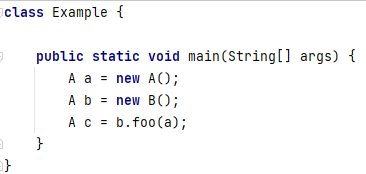 class Example {
public static void main(String[] args) {
A a = new A();
A b = new B();
A c = b.foo(a);
}
}